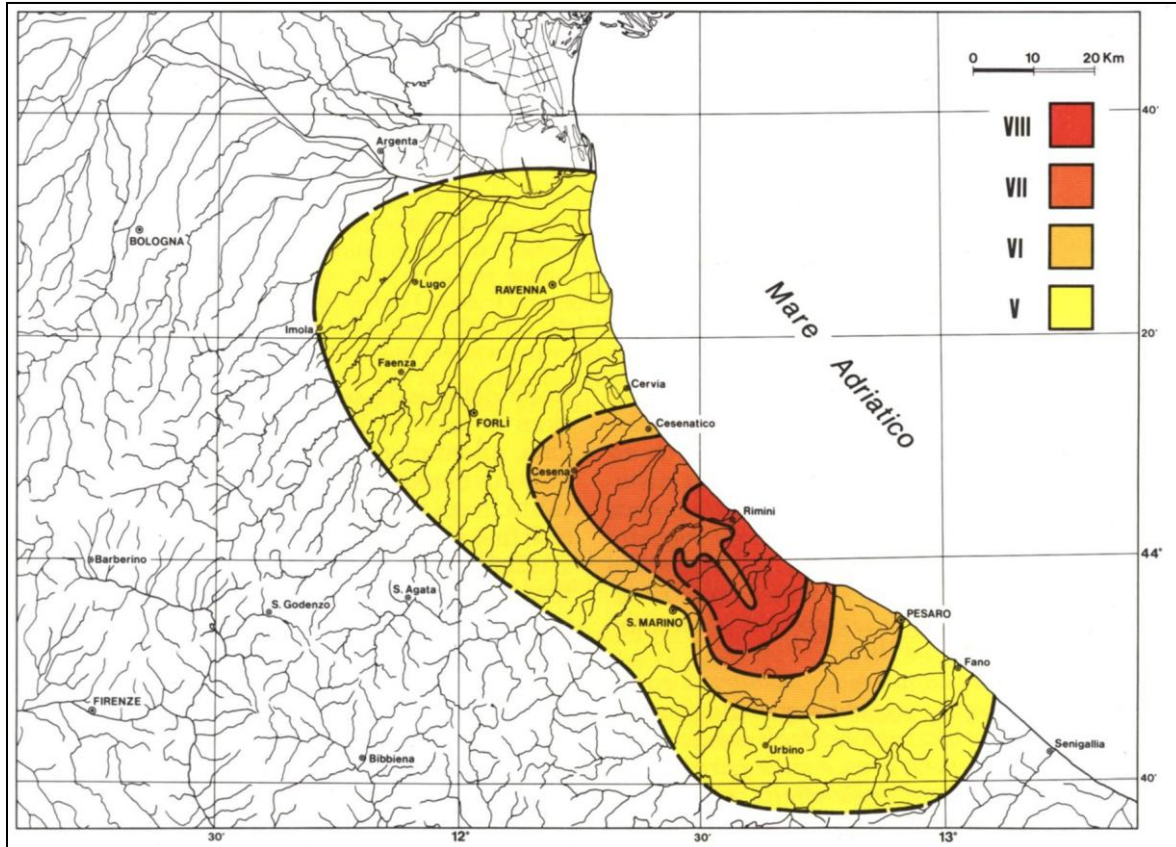 0 10 20 Km
40'
VIII
VII
VI
V
Argenta
BOLOGNA
Lugo
RAVENNA
Mare Adriatico
Imola
20'
Faenza
Cervia
FORLÌ
Cesenatico
Cesena
Rimini
Barberino
44°
S. Agata
S. Godenzo
S. MARINO
PESARO
Fano
FIRENZE
Urbino
Senigallia
Bibbiena
40'
30' 12° 30' 13°